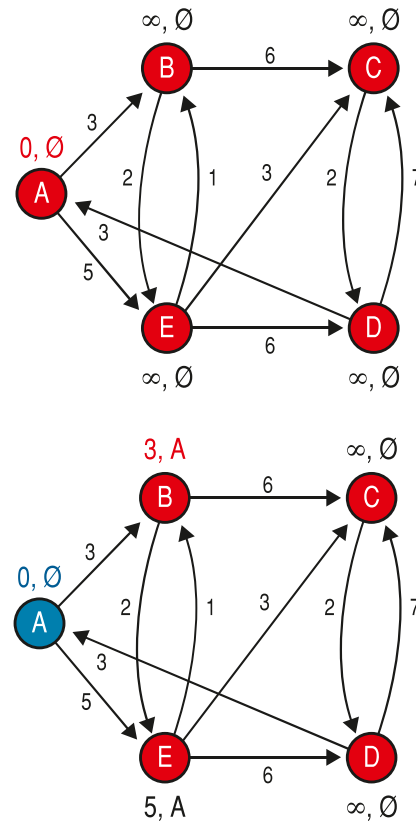 ∞, Ø ∞, Ø
B 6 C
3
0, Ø
2 1 3 2 7
A
3
5
E 6 D
∞, Ø ∞, Ø
3, A ∞, Ø
B 6 C
3
0, Ø
2 1 3 2 7
A
3
5
E 6 D
5, A ∞, Ø